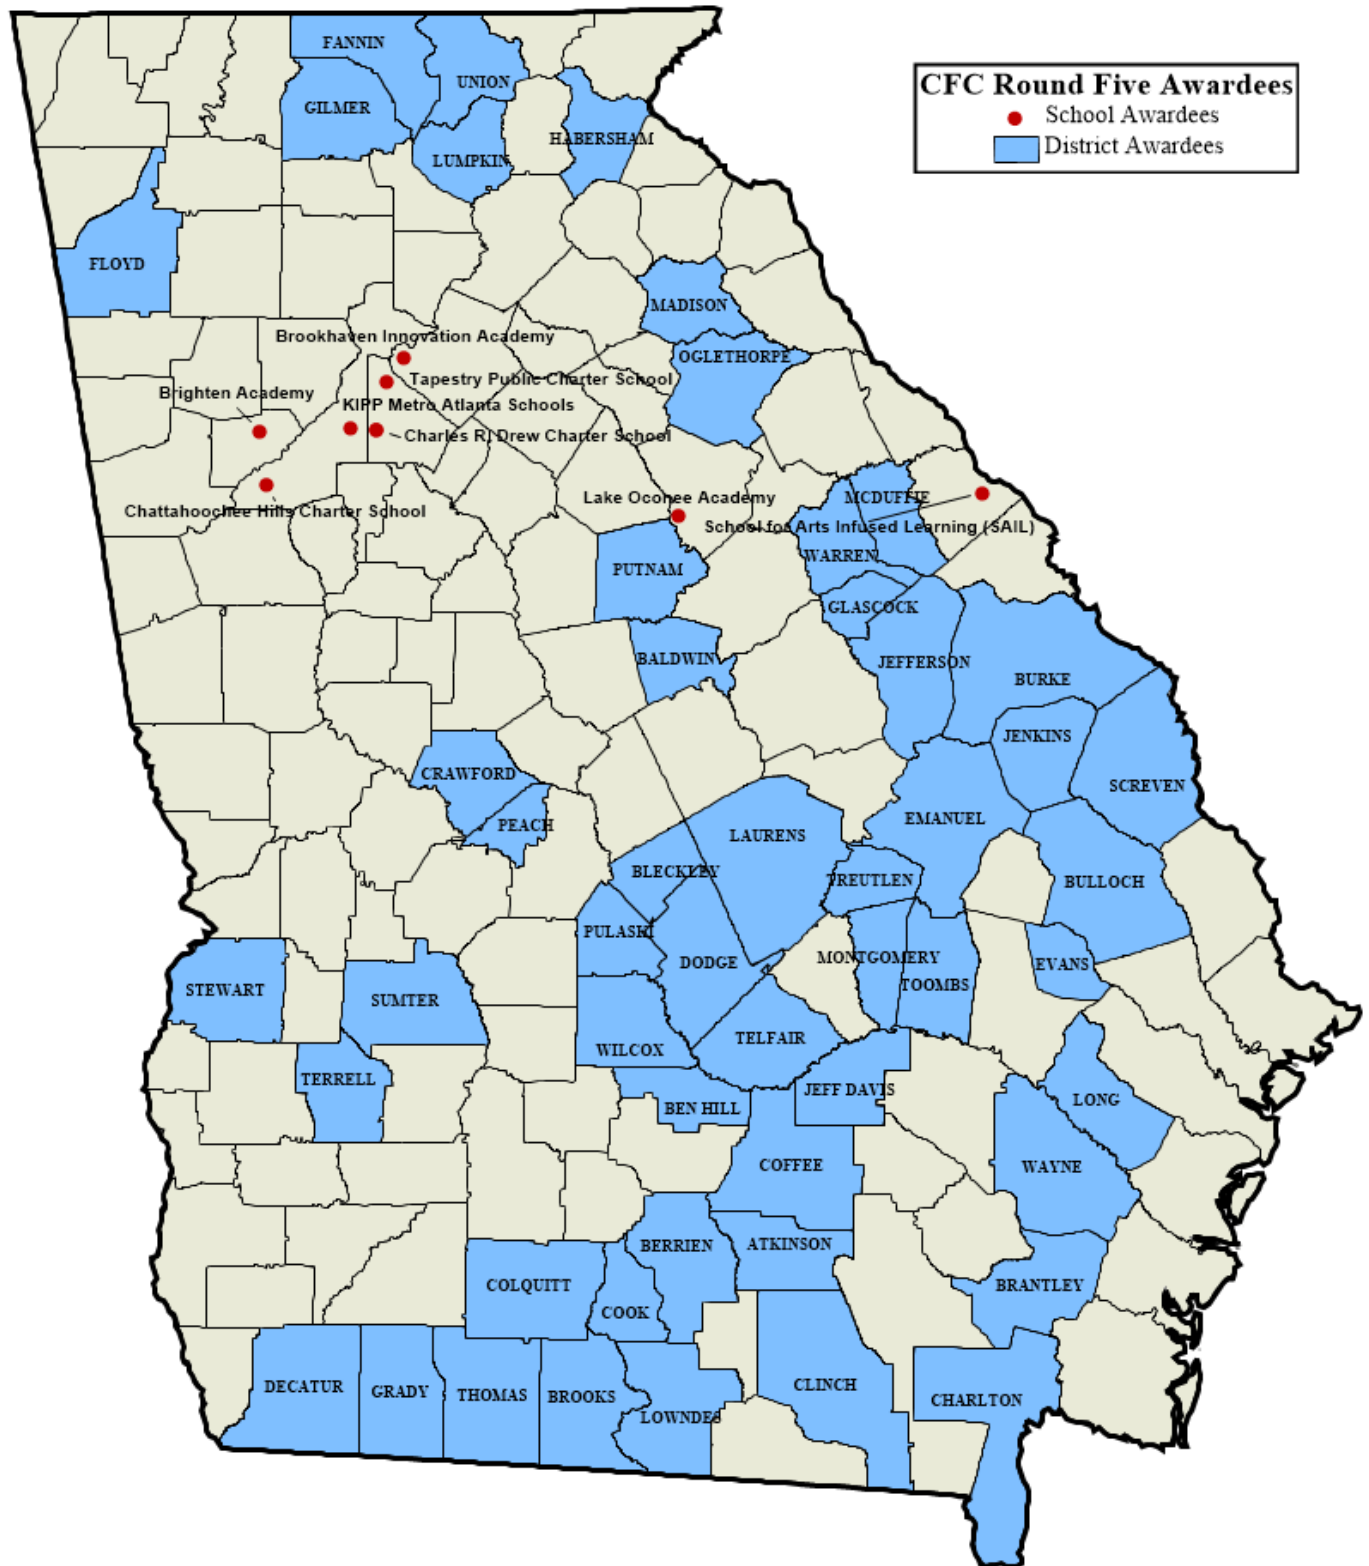 FANNIN
UNION
CFC Round Five Awardees
School Awardees
District Awardees
GILMER
HABERSHAM
LUMPKIN
FLOYD
MADISON
Brookhaven Innovation Academy
OGLETHORPE
Tapestry Public Charter School
Brighten Academy
KIPP Metro Atlanta Schools
Charles R. Drew Charter School
Lake Oconee Academy
MCDUFFIE
Chattahoochee Hills Charter School
School for Arts Infused Learning (SAIL)
WARREN
PUTNAM
GLASCOCK
BALDWIN
JEFFERSON
BURKE
JENKINS
CRAWFORD
SCREVEN
PEACH
LAURENS
EMANUEL
BLECKLEY
TREUTLEN
BULLOCH
PULASKI
MONTGOMERY
DODGE
EVANS
STEWART
SUMTER
TOOMBS
TELFAIR
WILCOX
TERRELL
JEFF DAVIS
LONG
BEN HILL
COFFEE
WAYNE
BERRIEN
ATKINSON
COLQUITT
BRANTLEY
COOK
DECATUR
GRADY
THOMAS
BROOKS
CLINCH
CHARLTON
LOWNDES